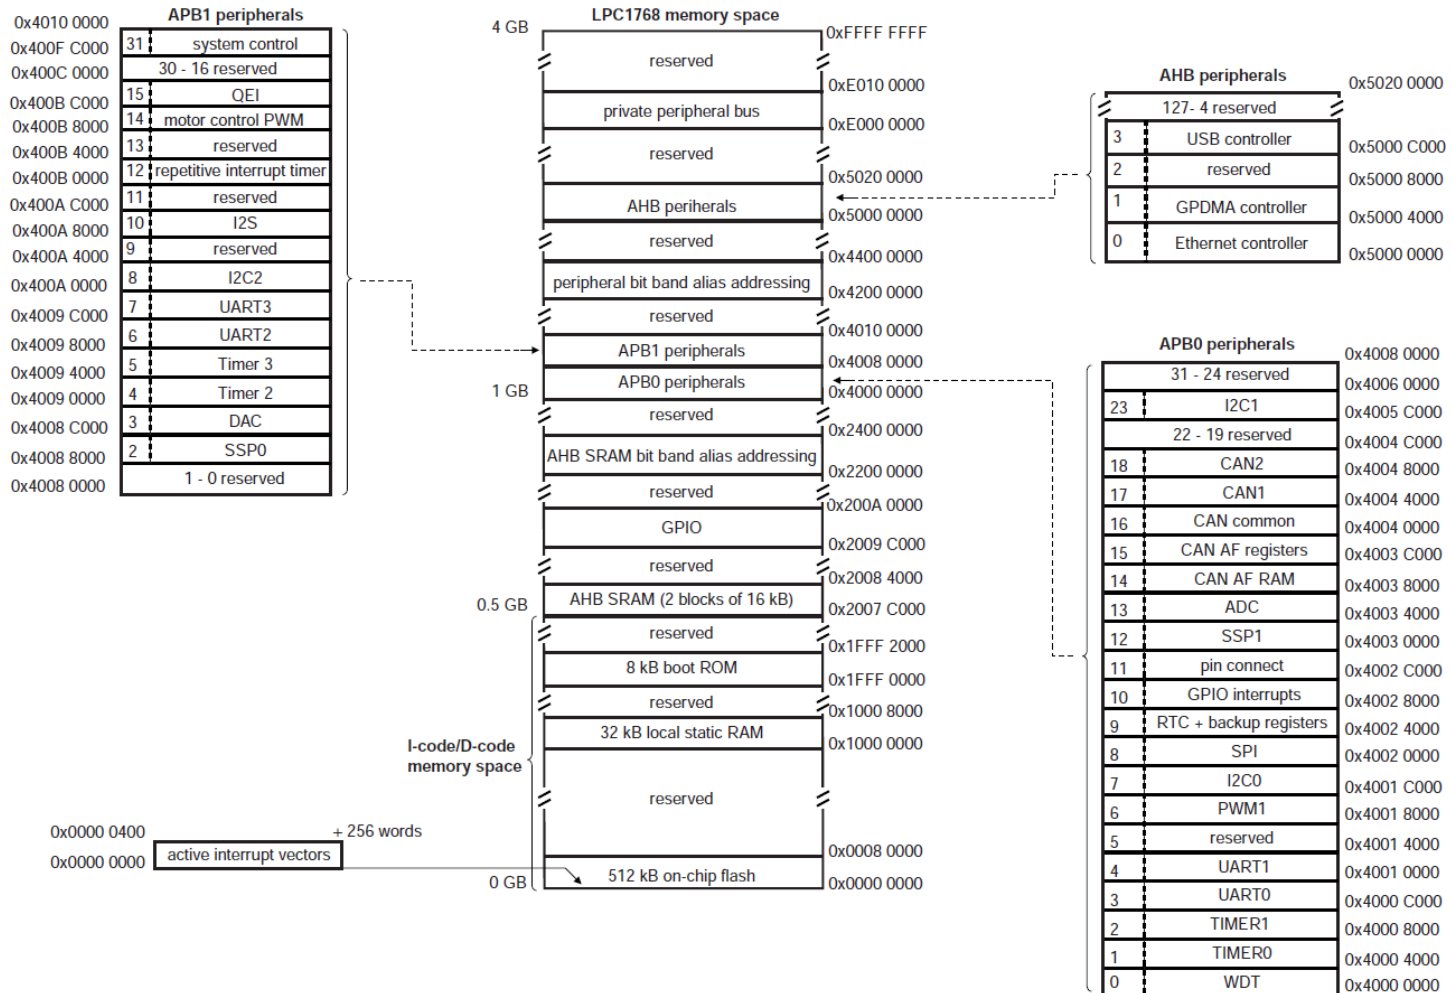 APB1 peripherals
0x4010 0000
31 system control
0x400F C000
30 - 16 reserved
0x400C 0000
15 QEI
0x400B C000
14 motor control PWM
0x400B 8000
13 reserved
0x400B 4000
12 repetitive interrupt timer
0x400B 0000
11 reserved
0x400A C000
10 I2S
0x400A 8000
9 reserved
0x400A 4000
8 I2C2
0x400A 0000
7 UART3
0x4009 C000
6 UART2
0x4009 8000
5 Timer 3
0x4009 4000
4 Timer 2
0x4009 0000
3 DAC
0x4008 C000
2 SSP0
0x4008 8000
1 - 0 reserved
0x4008 0000
LPC1768 memory space
4 GB
0xFFFF FFFF
reserved
0xE010 0000
private peripheral bus
0xE000 0000
reserved
0x5020 0000
AHB periherals
0x5000 0000
reserved
0x4400 0000
peripheral bit band alias addressing
0x4200 0000
reserved
0x4010 0000
APB1 peripherals
0x4008 0000
APB0 peripherals
1 GB
0x4000 0000
reserved
0x2400 0000
AHB SRAM bit band alias addressing
0x2200 0000
reserved
0x200A 0000
GPIO
0x2009 C000
reserved
0x2008 4000
AHB SRAM (2 blocks of 16 kB)
0.5 GB
0x2007 C000
reserved
0x1FFF 2000
8 kB boot ROM
0x1FFF 0000
reserved
0x1000 8000
32 kB local static RAM
0x1000 0000
I-code/D-code
memory space
reserved
0x0008 0000
512 kB on-chip flash
0 GB
0x0000 0000
0x0000 0400
+ 256 words
active interrupt vectors
0x0000 0000
AHB peripherals
0x5020 0000
127- 4 reserved
3 USB controller
0x5000 C000
2 reserved
0x5000 8000
1 GPDMA controller
0x5000 4000
0 Ethernet controller
0x5000 0000
APB0 peripherals
0x4008 0000
31 - 24 reserved
0x4006 0000
23 I2C1
0x4005 C000
22 - 19 reserved
0x4004 C000
18 CAN2
0x4004 8000
17 CAN1
0x4004 4000
16 CAN common
0x4004 0000
15 CAN AF registers
0x4003 C000
14 CAN AF RAM
0x4003 8000
13 ADC
0x4003 4000
12 SSP1
0x4003 0000
11 pin connect
0x4002 C000
10 GPIO interrupts
0x4002 8000
9 RTC + backup registers
0x4002 4000
8 SPI
0x4002 0000
7 I2C0
0x4001 C000
6 PWM1
0x4001 8000
5 reserved
0x4001 4000
4 UART1
0x4001 0000
3 UART0
0x4000 C000
2 TIMER1
0x4000 8000
1 TIMER0
0x4000 4000
0 WDT
0x4000 0000